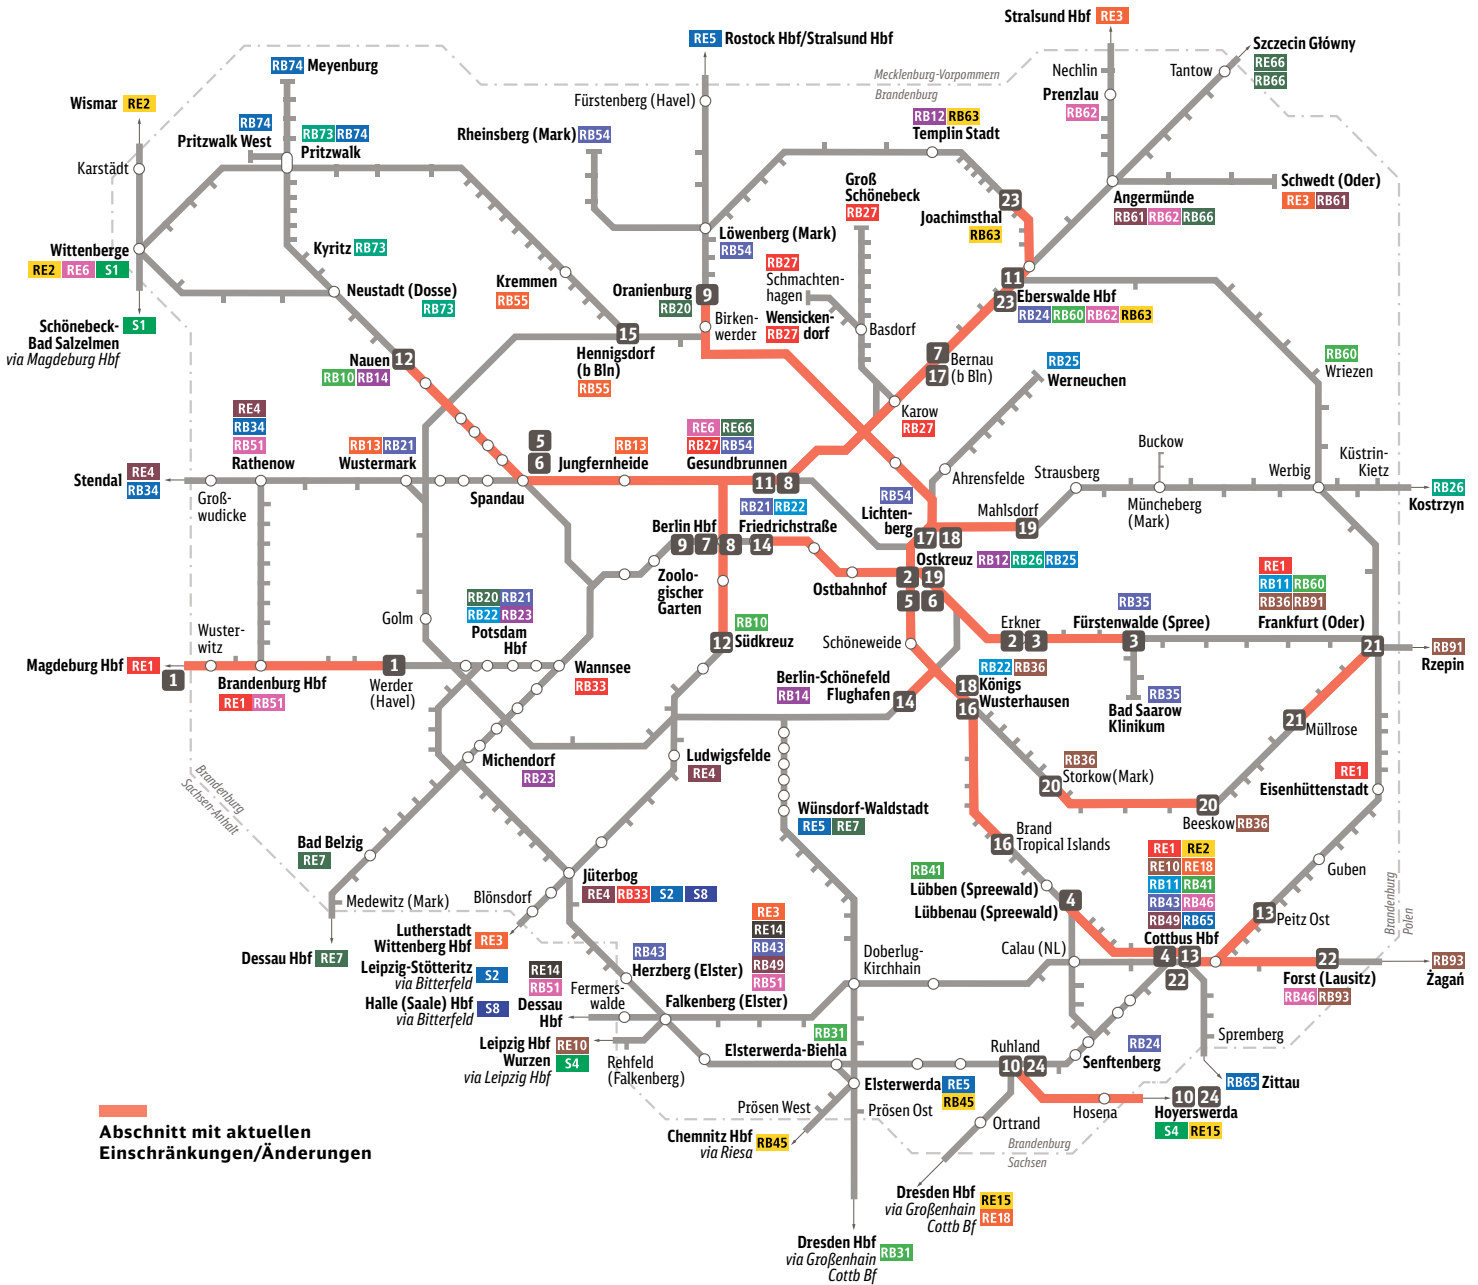 Stralsund Hbf RE3
RE5 Rostock Hbf/Stralsund Hbf
Szczecin Główny
RE66
RB66
RB74 Meyenburg
Mecklenburg-Vorpommern
Brandenburg
Nechlin
Tantow
Wismar RE2
Fürstenberg (Havel)
Prenzlau
RB62
RB74
Pritzwalk West
RB73 RB74
Pritzwalk
Rheinsberg (Mark) RB54
RB12 RB63
Templin Stadt
Karstädt
Groß
Schönebeck
RB27
Schwedt (Oder)
RE3 RB61
Angermünde
RB61 RB62 RB66
23
Joachimsthal
RB63
Wittenberge
RE2 RE6 S1
Kyritz RB73
Löwenberg (Mark)
RB54
RB27
Schmachten-
hagen
Wensicken-
RB27 dorf
Basdorf
11
23
Eberswalde Hbf
RB24 RB60 RB62 RB63
Neustadt (Dosse)
RB73
Kremmen
RB55
Oranienburg
RB20
9
Birken-
werder
Schönebeck-
Bad Salzelmen
via Magdeburg Hbf
S1
15
Hennigsdorf
(b Bln)
RB55
Nauen
12
RB10 RB14
7
17
Bernau
(b Bln)
RB25
Werneuchen
RB60
Wriezen
Karow
RB27
RE4
RB34
RB51
Rathenow
RB13 RB21
Wustermark
5
6
Spandau
RB13
Jungfernheide
RE6 RE66
RB27 RB54
Gesundbrunnen
11 8
RB21 RB22
Stendal
RE4
RB34
Groß-
wudicke
Ahrensfelde
Strausberg
Buckow
Müncheberg
(Mark)
Werbig
Küstrin-
Kietz
RB26
Kostrzyn
RB54
Lichten-
berg
17 18
Mahlsdorf
19
Berlin Hbf
9 7 8
Friedrichstraße
14
Zoolo-
gischer
Garten
Ostbahnhof
Ostkreuz RB12 RB26 RB25
2 19
5 6
RE1
RB11 RB60
RB36 RB91
Frankfurt (Oder)
21
RB91
Rzepin
Golm
RB20 RB21
RB22 RB23
Potsdam
Hbf
RB10
12 Südkreuz
Schöneweide
Erkner
2 3
RB35
Fürstenwalde (Spree)
3
Wuster-
witz
Magdeburg Hbf RE1
1
Brandenburg Hbf
RE1 RB51
1
Werder
(Havel)
Wannsee
RB33
Berlin-Schönefeld
RB14 Flughafen
14
RB22 RB36
18 Königs
16 Wusterhausen
RB35
Bad Saarow
Klinikum
21
Müllrose
Michendorf
RB23
Ludwigsfelde
RE4
RB36
Storkow(Mark)
20
20
Beeskow RB36
RE1
Eisenhüttenstadt
Brandenburg
Sachsen-Anhalt
Wünsdorf-Waldstadt
RE5 RE7
Brand
Tropical Islands
16
Bad Belzig
RE7
Medewitz (Mark)
Dessau Hbf RE7
Blönsdorf
Jüterbog
RE4 RB33 S2 S8
RB41
Lübben (Spreewald)
Lübbenau (Spreewald)
4
RE1 RE2
RE10 RE18
RB11 RB41
RB43 RB46
RB49 RB65
Cottbus Hbf
4 13
22
Guben
13
Peitz Ost
Brandenburg
Polen
Lutherstadt
Wittenberg Hbf RE3
Leipzig-Stötteritz
via Bitterfeld
S2
Halle (Saale) Hbf
via Bitterfeld
S8
RB43
Herzberg (Elster)
RE3
RE14
RB43
RB49
RB51
Falkenberg (Elster)
Doberlug-
Kirchhain
Calau (NL)
22
Forst (Lausitz)
RB46 RB93
RB93
Żagań
RE14
RB51
Dessau
Hbf
Fermers-
walde
Leipzig Hbf RE10
Wurzen S4
via Leipzig Hbf
Rehfeld
(Falkenberg)
RB31
Elsterwerda-Biehla
Ruhland
10 24
RB24
Senftenberg
Spremberg
RB65 Zittau
Elsterwerda RE5
RB45
Prösen West
Prösen Ost
Hosena
10 24
Hoyerswerda
S4 RE15
Chemnitz Hbf
via Riesa
RB45
Ortrand
Brandenburg
Sachsen
Abschnitt mit aktuellen
Einschränkungen/Änderungen
Dresden Hbf
via Großenhain
Cottb Bf
RE15
RE18
Dresden Hbf
via Großenhain
Cottb Bf
RB31